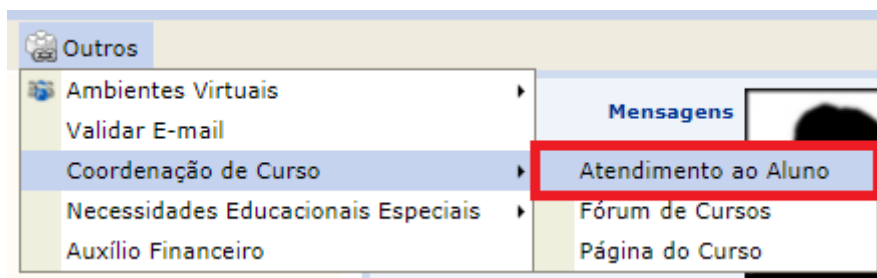 Outros
Ambientes Virtuais
Validar E-mail
Coordenação de Curso
Necessidades Educacionais Especiais
Auxílio Financeiro
Mensagens
Atendimento ao Aluno
Fórum de Cursos
Página do Curso